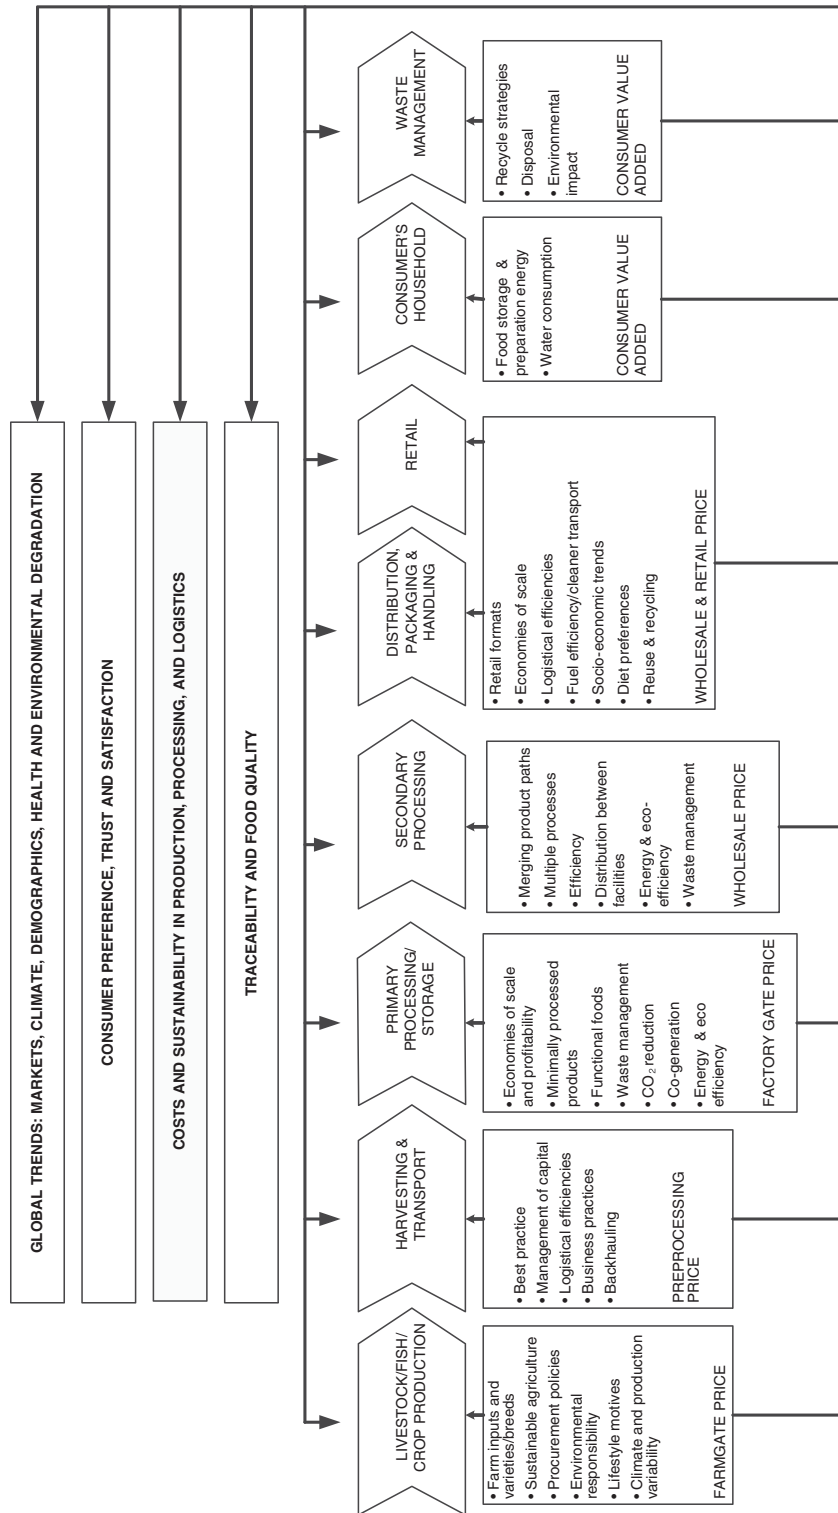 GLOBAL TRENDS: MARKETS, CLIMATE, DEMOGRAPHICS, HEALTH AND ENVIRONMENTAL DEGRADATION
CONSUMER PREFERENCE, TRUST AND SATISFACTION
COSTS AND SUSTAINABILITY IN PRODUCTION, PROCESSING, AND LOGISTICS
TRACEABILITY AND FOOD QUALITY
LIVESTOCK/FISH/
CROP PRODUCTION
HARVESTING &
TRANSPORT
PRIMARY
PROCESSING/
STORAGE
SECONDARY
PROCESSING
DISTRIBUTION,
PACKAGING &
HANDLING
RETAIL
CONSUMER'S
HOUSEHOLD
WASTE
MANAGEMENT
• Farm inputs and
varieties/breeds
• Sustainable agriculture
• Procurement policies
• Environmental
responsibility
• Lifestyle motives
• Climate and production
variability
FARMGATE PRICE
• Best practice
• Management of capital
• Logistical efficiencies
• Business practices
• Backhauling
PREPROCESSING
PRICE
• Economies of scale
and profitability
• Minimally processed
products
• Functional foods
• Waste management
• CO₂ reduction
• Co-generation
• Energy & eco
efficiency
FACTORY GATE PRICE
• Merging product paths
• Multiple processes
• Efficiency
• Distribution between
facilities
• Energy & eco-
efficiency
• Waste management
WHOLESALE PRICE
• Retail formats
• Economies of scale
• Logistical efficiencies
• Fuel efficiency/cleaner transport
• Socio-economic trends
• Diet preferences
• Reuse & recycling
WHOLESALE & RETAIL PRICE
• Food storage &
preparation energy
• Water consumption
CONSUMER VALUE
ADDED
• Recycle strategies
• Disposal
• Environmental
impact
CONSUMER VALUE
ADDED